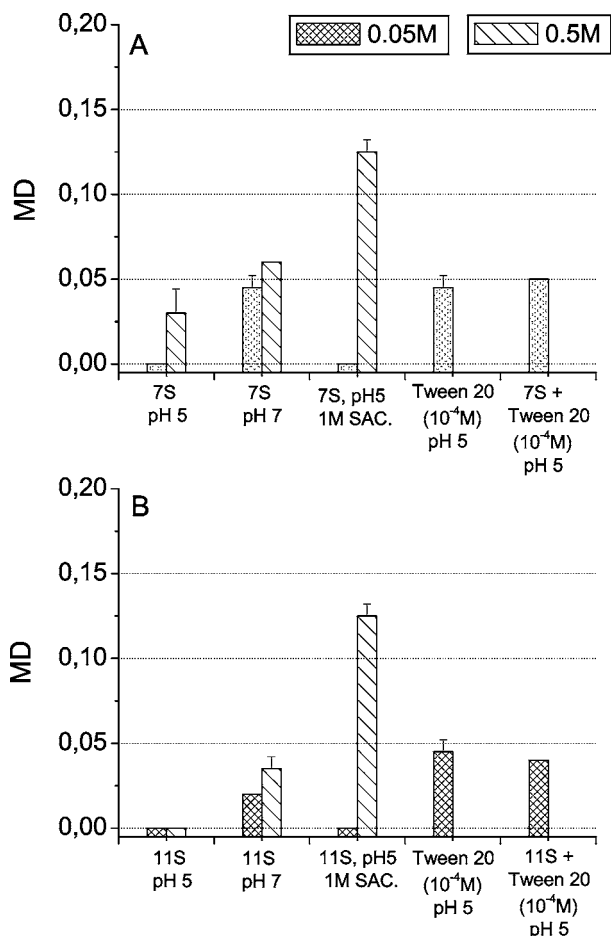 A
0.05M
0.5M
0,20
0,15
0,10
0,05
0,00
MD
7S
pH 5
7S
pH 7
7S, pH5
1M SAC.
Tween 20
(10⁻⁴M)
pH 5
7S +
Tween 20
(10⁻⁴M)
pH 5
B
0,20
0,15
0,10
0,05
0,00
MD
11S
pH 5
11S
pH 7
11S, pH5
1M SAC.
Tween 20
(10⁻⁴M)
pH 5
11S +
Tween 20
(10⁻⁴M)
pH 5